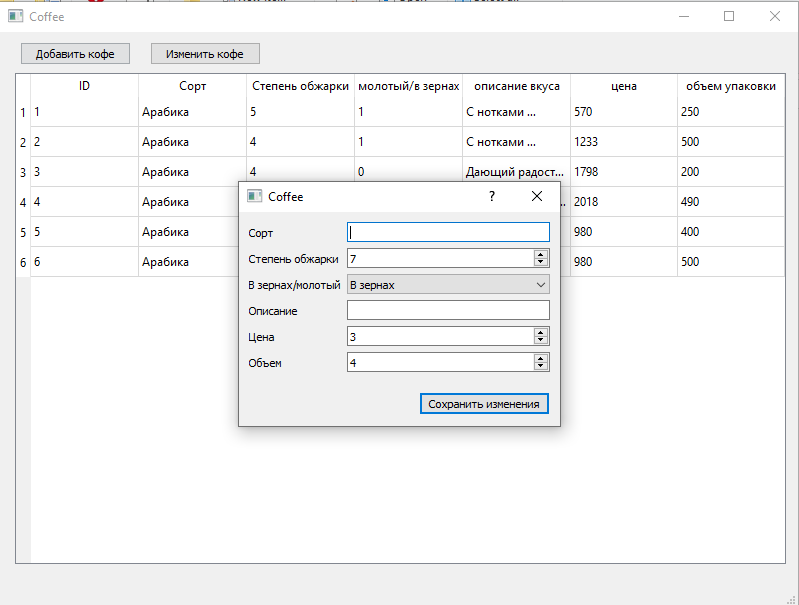 Coffee
Добавить кофе Изменить кофе
ID Сорт Степень обжарки молотый/в зернах описание вкуса цена объем упаковки
1 1 Арабика 5 1 С нотками ... 570 250
2 2 Арабика 4 1 С нотками ... 1233 500
3 3 Арабика 4 0 Дающий радост... 1798 200
4 4 Арабика 2018 490
5 5 Арабика 980 400
6 6 Арабика 980 500
Coffee ?
Сорт
Степень обжарки 7
В зернах/молотый В зернах
Описание
Цена 3
Объем 4
Сохранить изменения